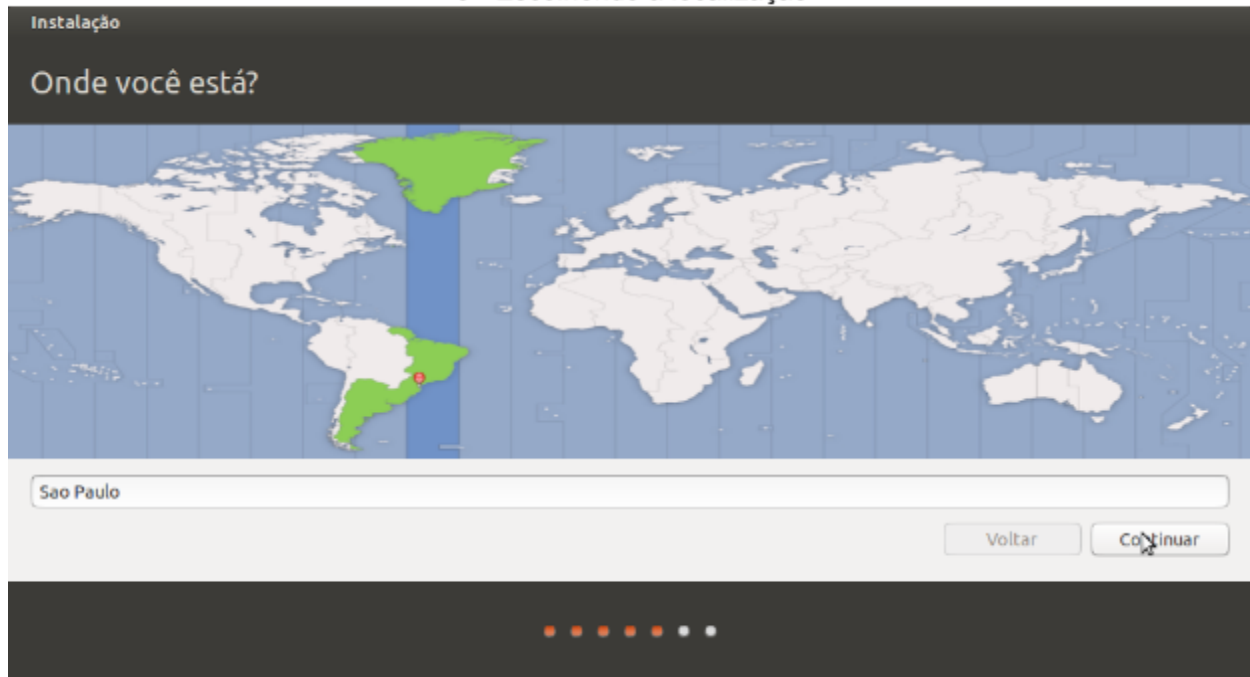 Instalação
Onde você está?
Sao Paulo
Voltar
Continuar